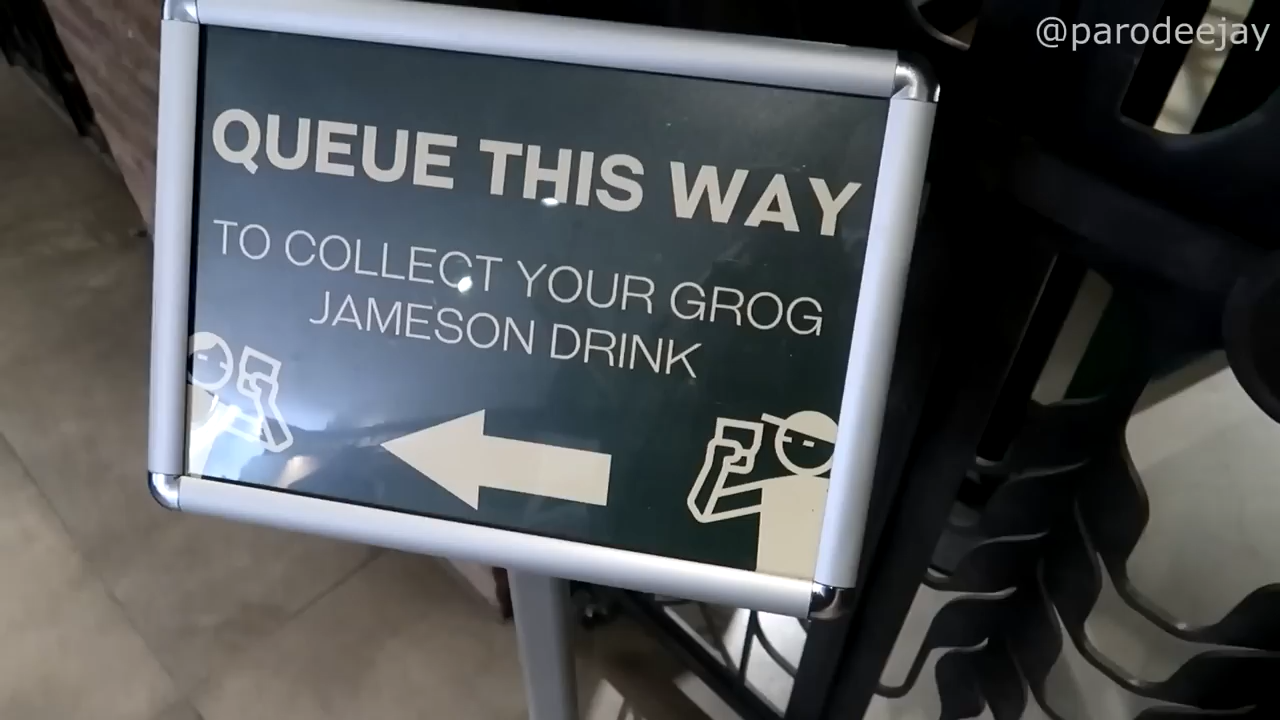 @parodeejay
QUEUE THIS WAY
TO COLLECT YOUR GROG
JAMESON DRINK